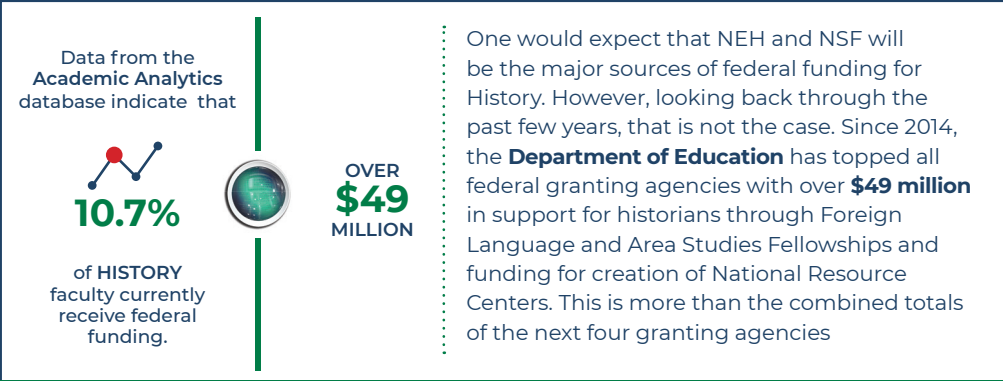 Data from the
Academic Analytics
database indicate that
10.7%
of HISTORY
faculty currently
receive federal
funding.
OVER
$49
MILLION
One would expect that NEH and NSF will
be the major sources of federal funding for
History. However, looking back through the
past few years, that is not the case. Since 2014,
the Department of Education has topped all
federal granting agencies with over $49 million
in support for historians through Foreign
Language and Area Studies Fellowships and
funding for creation of National Resource
Centers. This is more than the combined totals
of the next four granting agencies